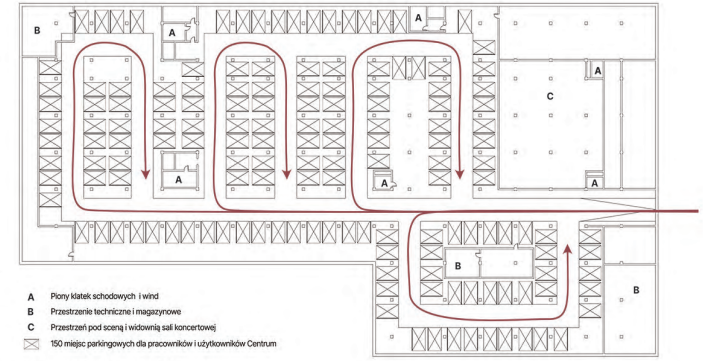 B
A
A
A
C
A
A
A
B
B
A Piony klatek schodowych i wind
B Przestrzenie techniczne i magazynowe
C Przestrzeń pod sceną i widownią sali koncertowej
150 miejsc parkingowych dla pracowników i użytkowników Centrum